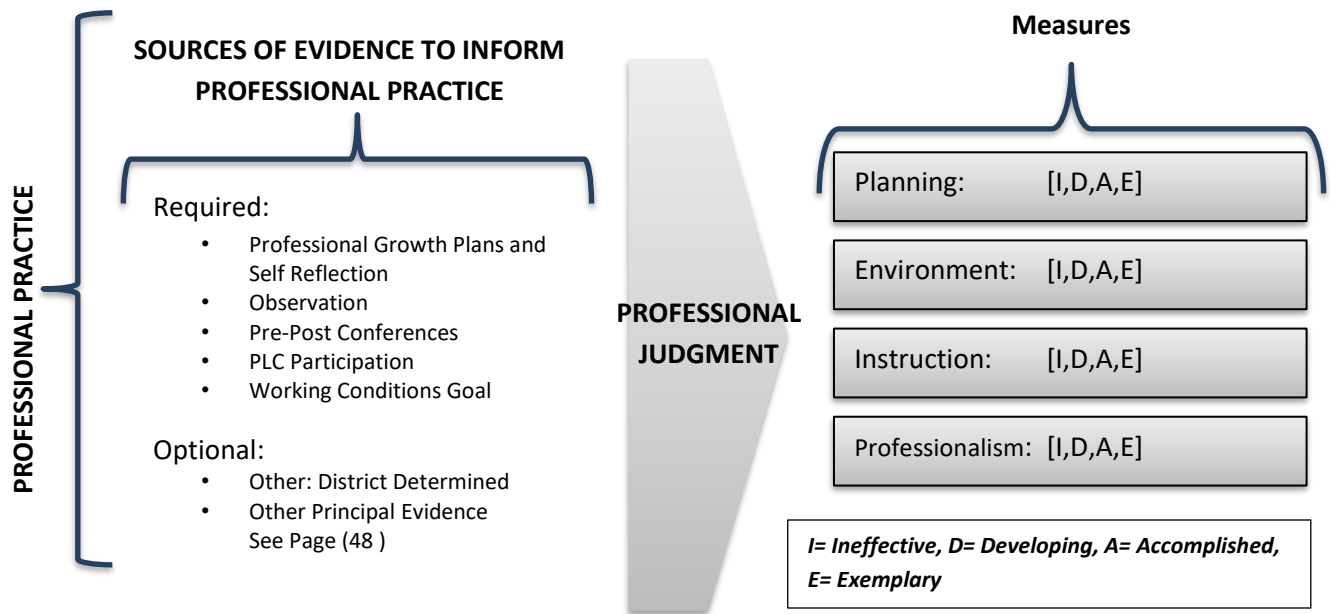 PROFESSIONAL PRACTICE
SOURCES OF EVIDENCE TO INFORM
PROFESSIONAL PRACTICE
Required:
• Professional Growth Plans and
Self Reflection
• Observation
• Pre-Post Conferences
• PLC Participation
• Working Conditions Goal
Optional:
• Other: District Determined
• Other Principal Evidence
See Page (48 )
PROFESSIONAL
JUDGMENT
Measures
Planning: [I,D,A,E]
Environment: [I,D,A,E]
Instruction: [I,D,A,E]
Professionalism: [I,D,A,E]
I= Ineffective, D= Developing, A= Accomplished,
E= Exemplary